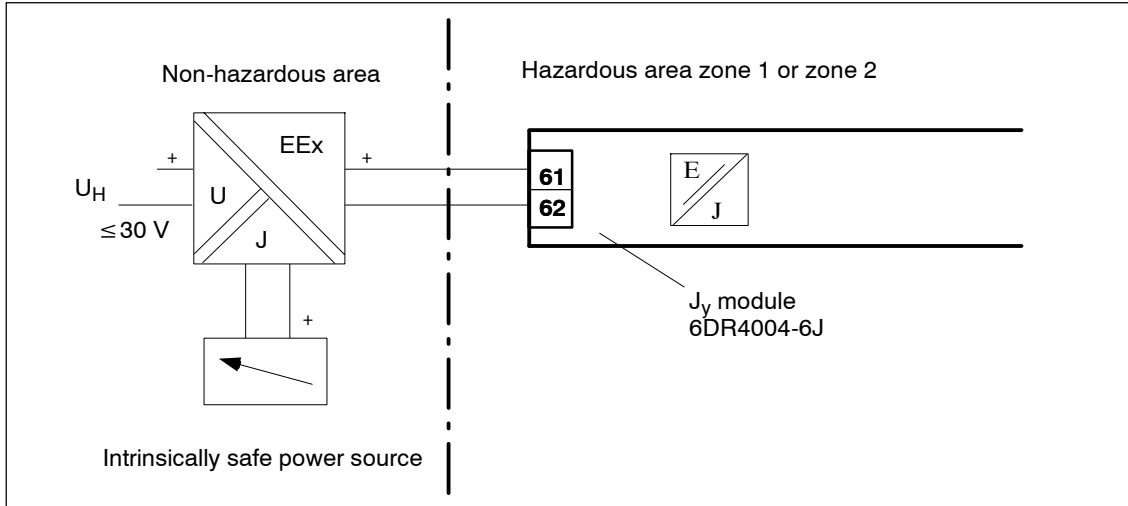 Non-hazardous area
Hazardous area zone 1 or zone 2
EEx
+
+
U_H
U
≤ 30 V
J
+
61
62
E
J
J_y module
6DR4004-6J
Intrinsically safe power source